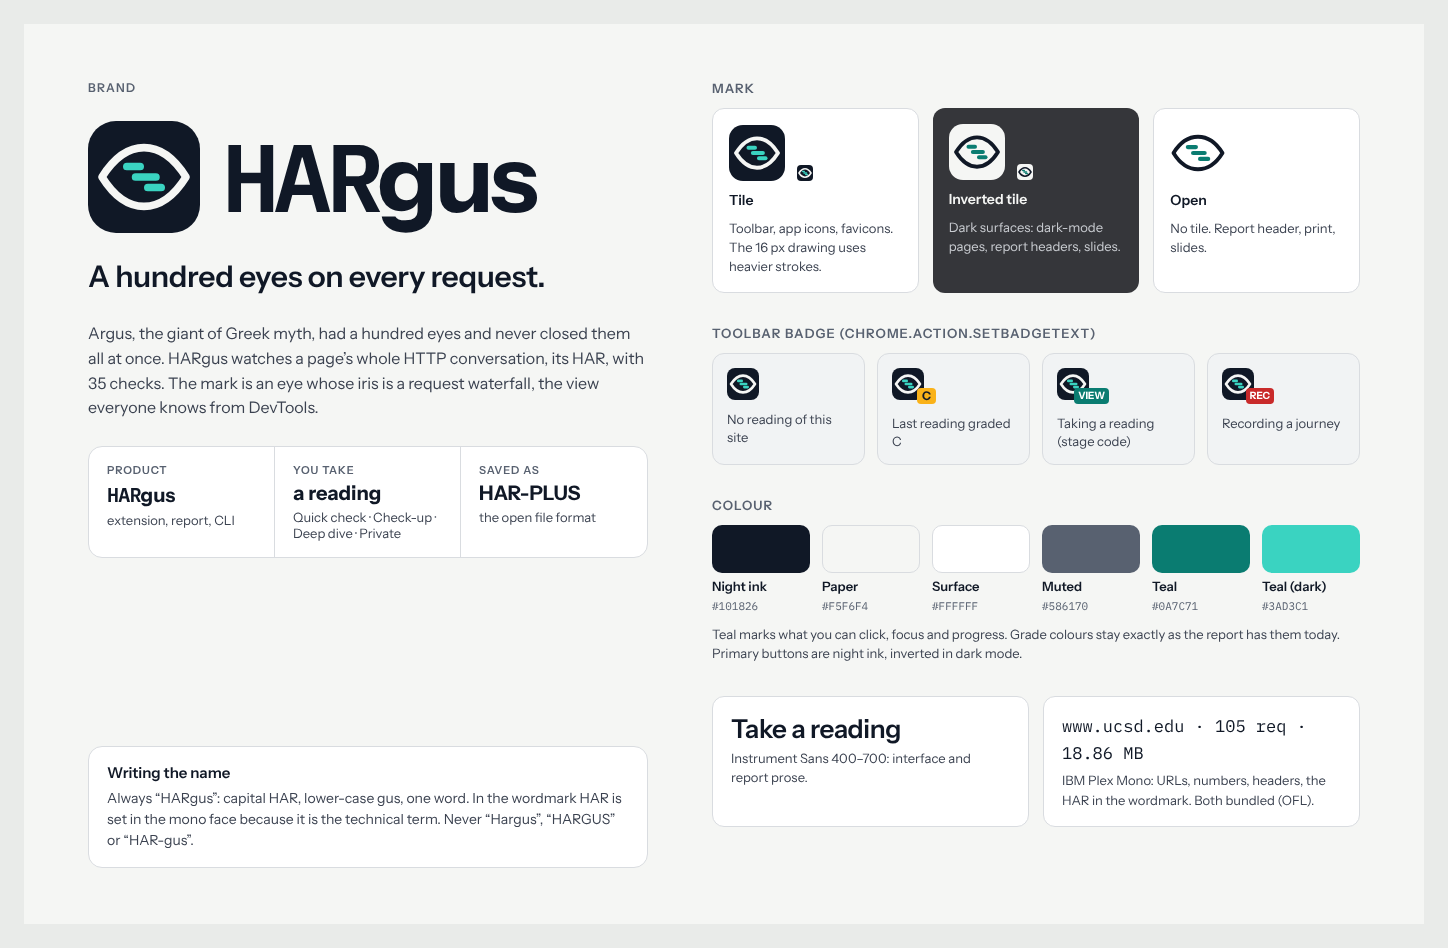 BRAND
HARgus
A hundred eyes on every request.
Argus, the giant of Greek myth, had a hundred eyes and never closed them
all at once. HARgus watches a page’s whole HTTP conversation, its HAR, with
35 checks. The mark is an eye whose iris is a request waterfall, the view
everyone knows from DevTools.
PRODUCT
HARgus
extension, report, CLI
YOU TAKE
a reading
Quick check · Check-up ·
Deep dive · Private
SAVED AS
HAR-PLUS
the open file format
Writing the name
Always “HARgus”: capital HAR, lower-case gus, one word. In the wordmark HAR is
set in the mono face because it is the technical term. Never “Hargus”, “HARGUS”
or “HAR-gus”.
MARK
Tile
Toolbar, app icons, favicons.
The 16 px drawing uses
heavier strokes.
Inverted tile
Dark surfaces: dark-mode
pages, report headers, slides.
Open
No tile. Report header, print,
slides.
TOOLBAR BADGE (CHROME.ACTION.SETBADGETEXT)
No reading of this
site
C
Last reading graded
C
VIEW
Taking a reading
(stage code)
REC
Recording a journey
COLOUR
Night ink
#101826
Paper
#F5F6F4
Surface
#FFFFFF
Muted
#586170
Teal
#0A7C71
Teal (dark)
#3AD3C1
Teal marks what you can click, focus and progress. Grade colours stay exactly as the report has them today.
Primary buttons are night ink, inverted in dark mode.
Take a reading
Instrument Sans 400–700: interface and
report prose.
www.ucsd.edu · 105 req ·
18.86 MB
IBM Plex Mono: URLs, numbers, headers, the
HAR in the wordmark. Both bundled (OFL).